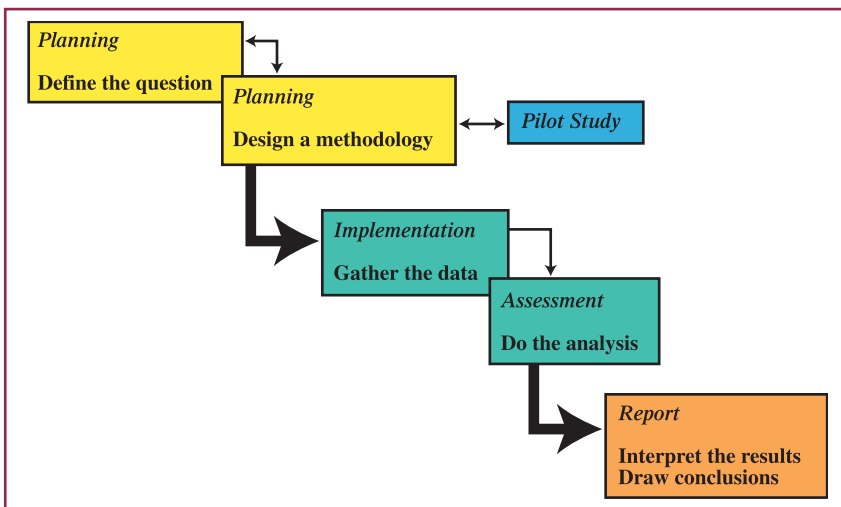 Planning
Define the question
Planning
Design a methodology
Pilot Study
Implementation
Gather the data
Assessment
Do the analysis
Report
Interpret the results
Draw conclusions